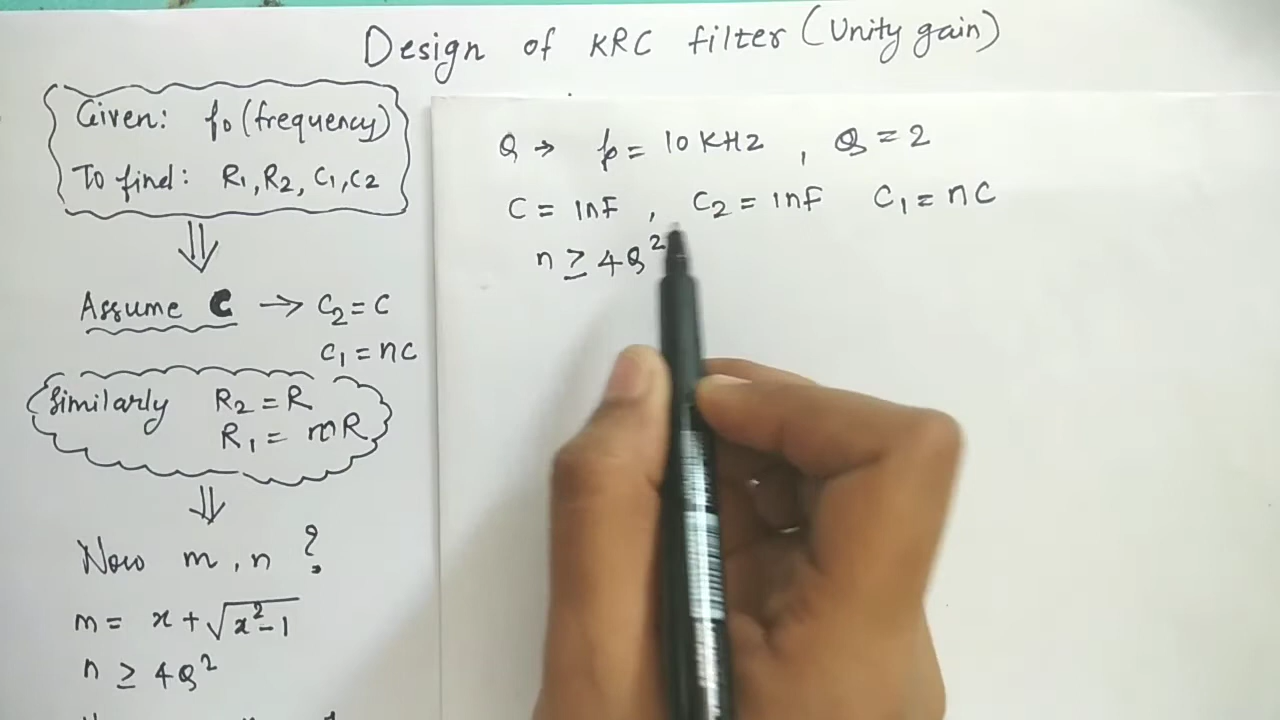 Design of KRC filter (Unity gain)
Given: f0 (frequency)
To find: R1, R2, C1, C2
Assume C → C2 = C
C1 = nC
Similarly R2 = R
R1 = mR
Now m, n ?
m = x + √x²-1
n ≥ 4Q²
Q → f0 = 10 KHz , Q = 2
C = 1nF , C2 = 1nF C1 = nC
n ≥ 4Q²